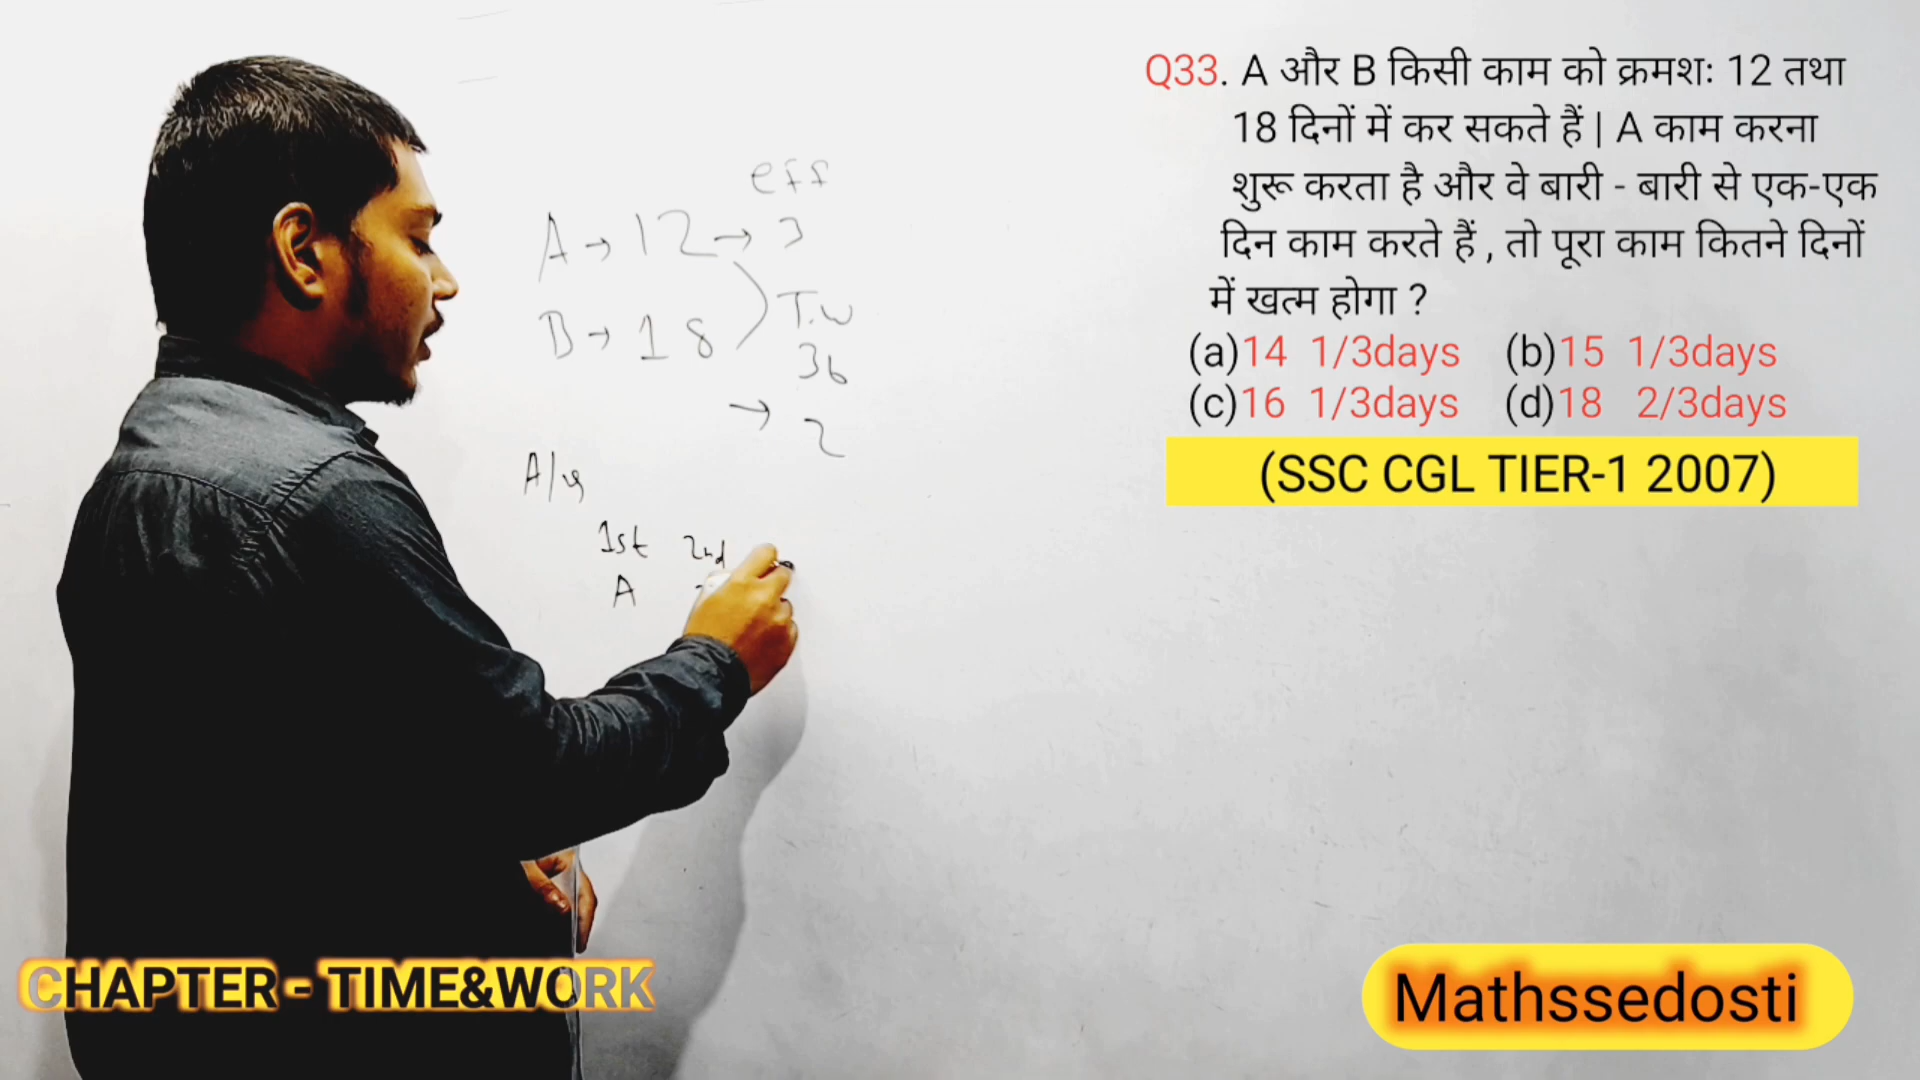 Q33. A और B किसी काम को क्रमशः 12 तथा
18 दिनों में कर सकते हैं | A काम करना
शुरू करता है और वे बारी - बारी से एक-एक
दिन काम करते हैं , तो पूरा काम कितने दिनों
में खत्म होगा ?
(a)14 1/3days (b)15 1/3days
(c)16 1/3days (d)18 2/3days
(SSC CGL TIER-1 2007)
eff
A → 12 → 3
T.W
B → 18
36
→ 2
A/q
1st 2nd
A
CHAPTER - TIME&WORK
Mathssedosti